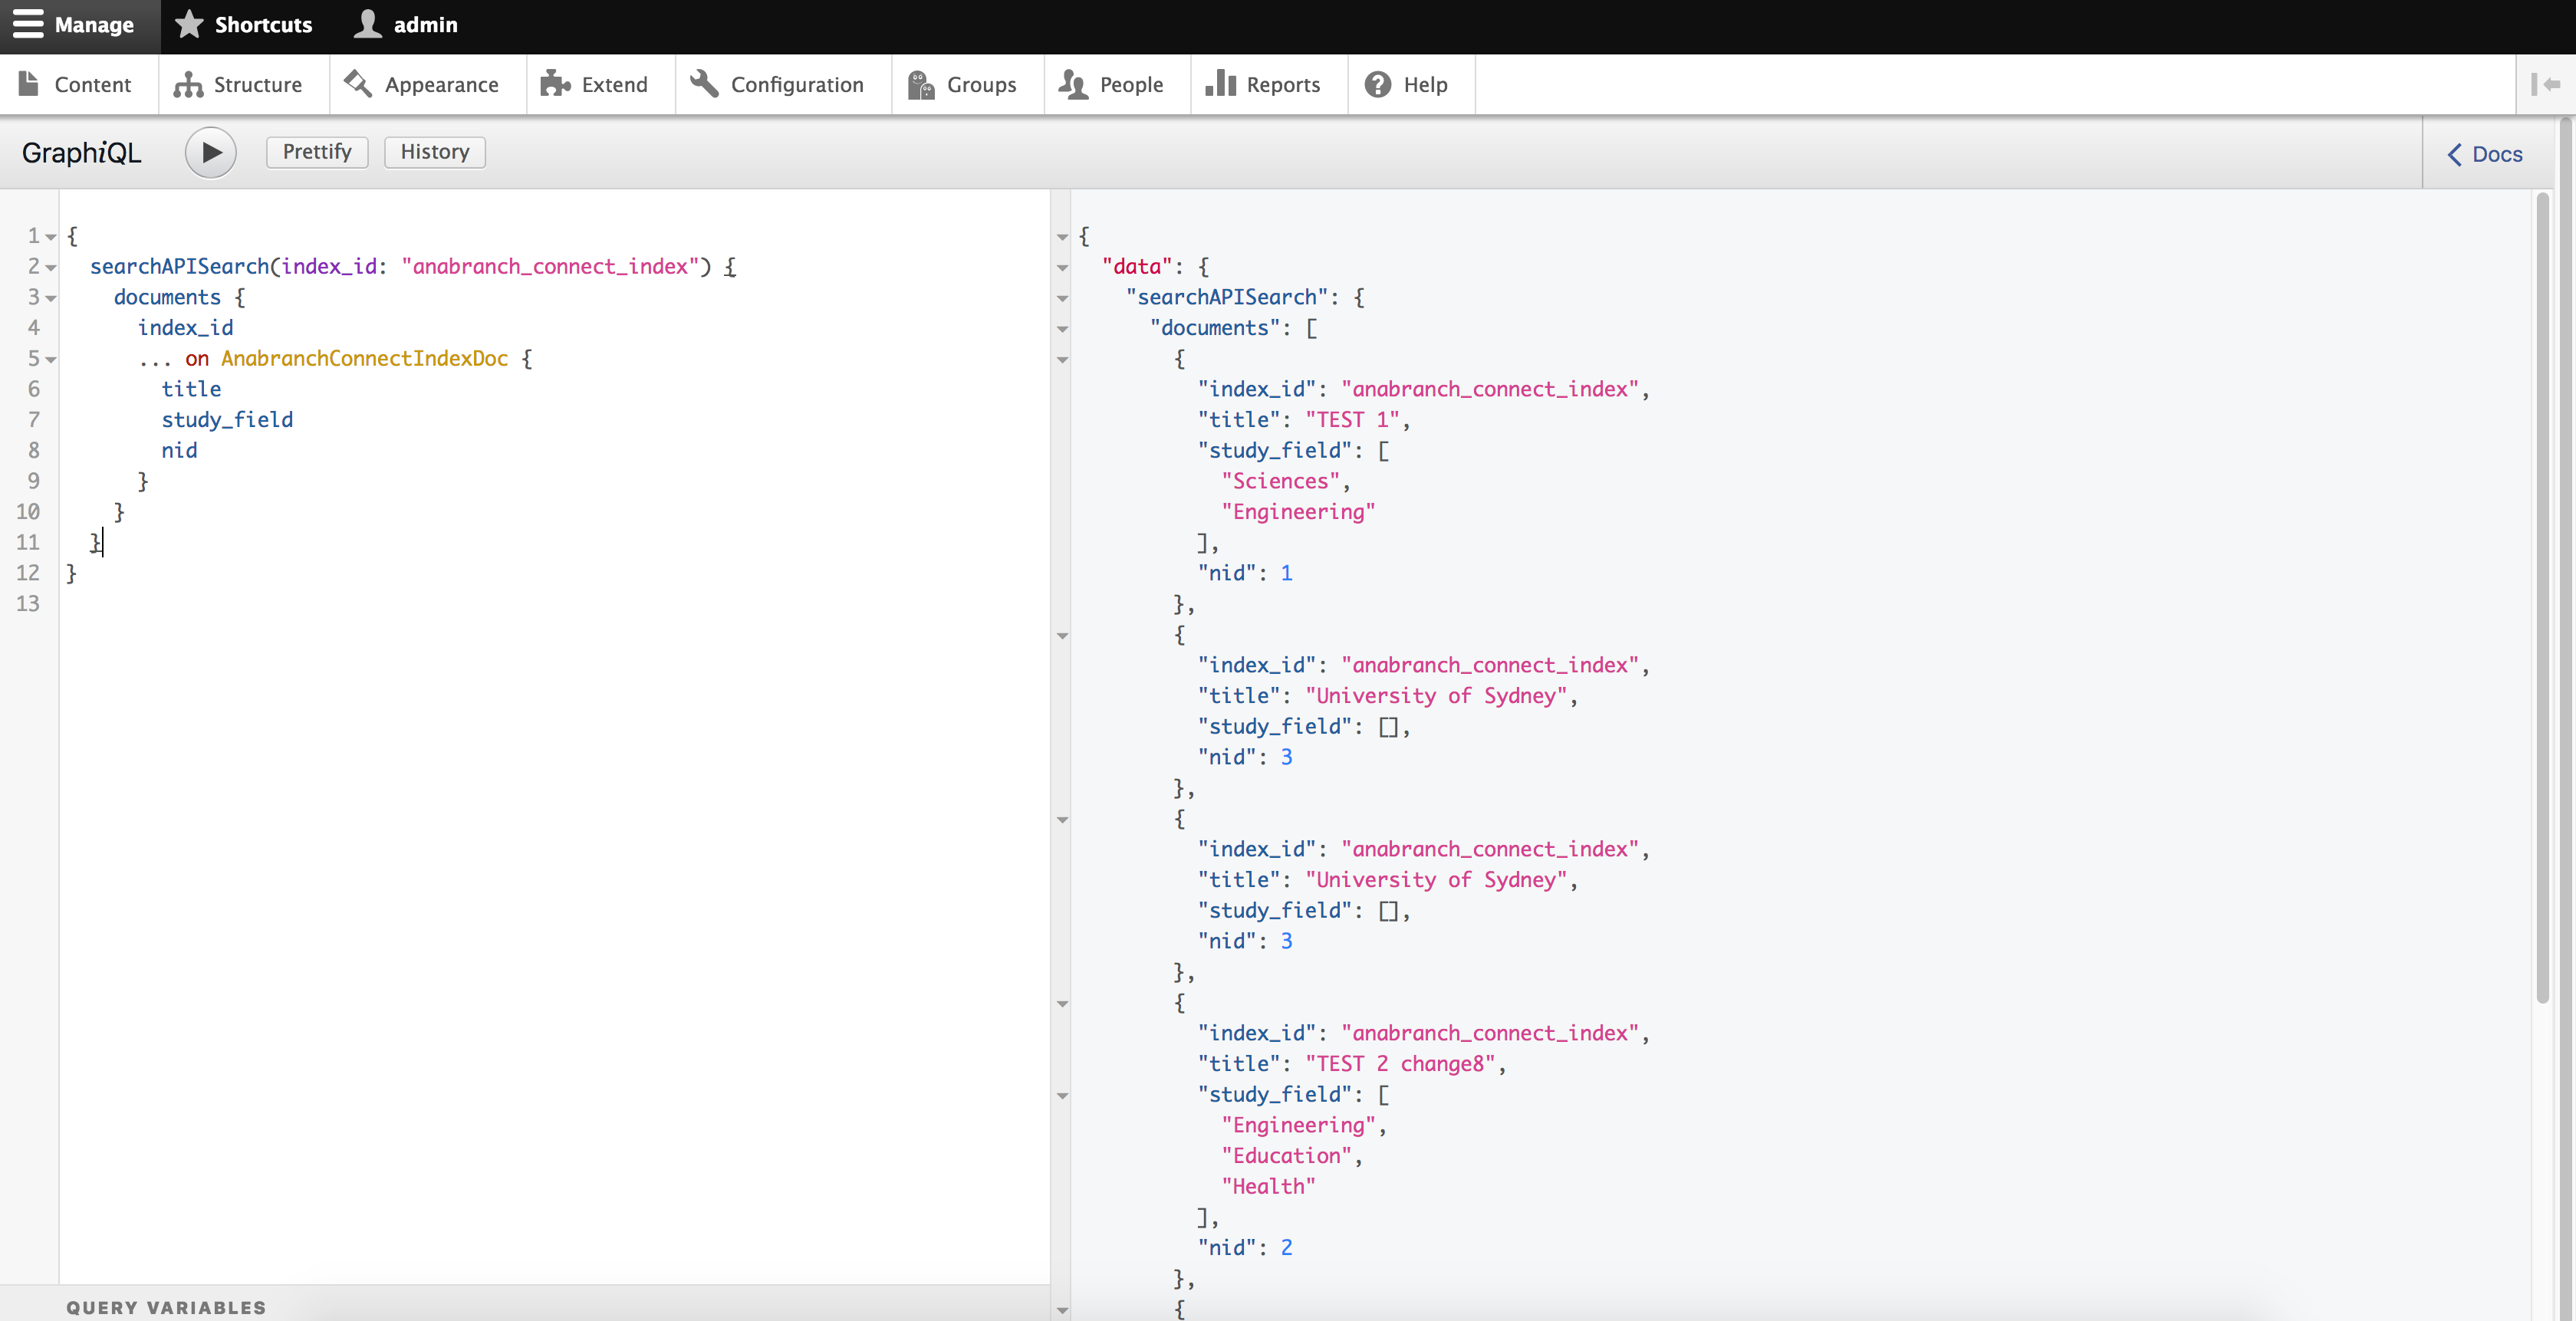 Manage Shortcuts admin
Content Structure Appearance Extend Configuration Groups People Reports Help
GraphiQL Prettify History Docs
1 {
2 searchAPISearch(index_id: "anabranch_connect_index") {
3 documents {
4 index_id
5 ... on AnabranchConnectIndexDoc {
6 title
7 study_field
8 nid
9 }
10 }
11 }
12 }
13
QUERY VARIABLES
{
"data": {
"searchAPISearch": {
"documents": [
{
"index_id": "anabranch_connect_index",
"title": "TEST 1",
"study_field": [
"Sciences",
"Engineering"
],
"nid": 1
},
{
"index_id": "anabranch_connect_index",
"title": "University of Sydney",
"study_field": [],
"nid": 3
},
{
"index_id": "anabranch_connect_index",
"title": "University of Sydney",
"study_field": [],
"nid": 3
},
{
"index_id": "anabranch_connect_index",
"title": "TEST 2 change8",
"study_field": [
"Engineering",
"Education",
"Health"
],
"nid": 2
},
{